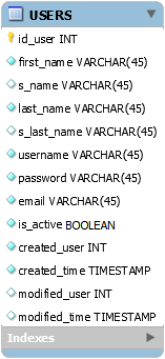 USERS
id_user INT
first_name VARCHAR(45)
s_name VARCHAR(45)
last_name VARCHAR(45)
s_last_name VARCHAR(45)
username VARCHAR(45)
password VARCHAR(45)
email VARCHAR(45)
is_active BOOLEAN
created_user INT
created_time TIMESTAMP
modified_user INT
modified_time TIMESTAMP
Indexes